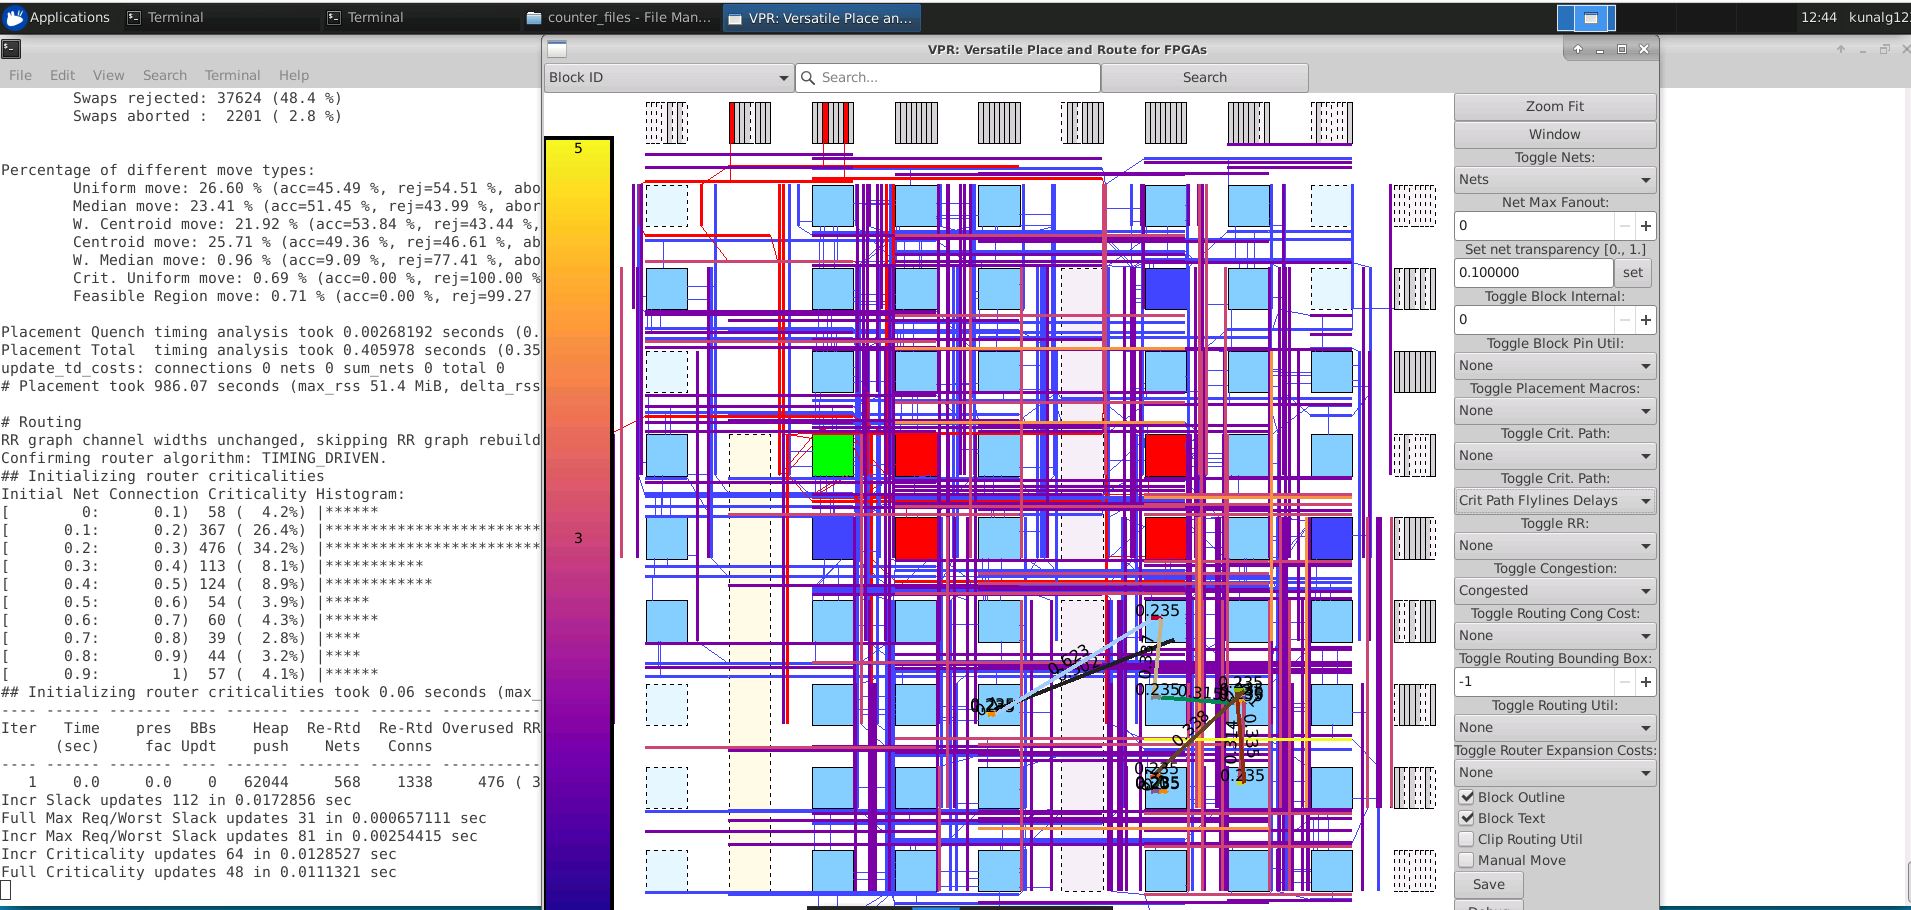 Applications
Terminal
Terminal
counter_files - File Man...
VPR: Versatile Place an...
12:44
kunalg12
File Edit View Search Terminal Help
Swaps rejected: 37624 (48.4 %)
Swaps aborted :  2201 ( 2.8 %)
Percentage of different move types:
Uniform move: 26.60 % (acc=45.49 %, rej=54.51 %, abo
Median move: 23.41 % (acc=51.45 %, rej=43.99 %, abor
W. Centroid move: 21.92 % (acc=53.84 %, rej=43.44 %,
Centroid move: 25.71 % (acc=49.36 %, rej=46.61 %, ab
W. Median move: 0.96 % (acc=9.09 %, rej=77.41 %, abo
Crit. Uniform move: 0.69 % (acc=0.00 %, rej=100.00 %
Feasible Region move: 0.71 % (acc=0.00 %, rej=99.27
Placement Quench timing analysis took 0.00268192 seconds (0.
Placement Total  timing analysis took 0.405978 seconds (0.35
update_td_costs: connections 0 nets 0 sum_nets 0 total 0
# Placement took 986.07 seconds (max_rss 51.4 MiB, delta_rss
# Routing
RR graph channel widths unchanged, skipping RR graph rebuild
Confirming router algorithm: TIMING_DRIVEN.
## Initializing router criticalities
Initial Net Connection Criticality Histogram:
[ 0: 0.1) 58 ( 4.2%) |******
[ 0.1: 0.2) 367 ( 26.4%) |************************
[ 0.2: 0.3) 476 ( 34.2%) |************************
[ 0.3: 0.4) 113 ( 8.1%) |***********
[ 0.4: 0.5) 124 ( 8.9%) |************
[ 0.5: 0.6) 54 ( 3.9%) |*****
[ 0.6: 0.7) 60 ( 4.3%) |******
[ 0.7: 0.8) 39 ( 2.8%) |****
[ 0.8: 0.9) 44 ( 3.2%) |****
[ 0.9: 1) 57 ( 4.1%) |******
## Initializing router criticalities took 0.06 seconds (max_
---- ------ ------- ---- ------- ------- ------- -----------
Iter Time pres BBs Heap Re-Rtd Re-Rtd Overused RR
(sec) fac Updt push Nets Conns
---- ------ ------- ---- ------- ------- ------- -----------
1 0.0 0.0 0 62044 568 1338 476 ( 3
Incr Slack updates 112 in 0.0172856 sec
Full Max Req/Worst Slack updates 31 in 0.000657111 sec
Incr Max Req/Worst Slack updates 81 in 0.00254415 sec
Incr Criticality updates 64 in 0.0128527 sec
Full Criticality updates 48 in 0.0111321 sec
VPR: Versatile Place and Route for FPGAs
Block ID
Search...
Search
5
3
0.235
0.623
0.235
0.315
0.235
0.338
0.314
0.335
0.235
0.235
Zoom Fit
Window
Toggle Nets:
Nets
Net Max Fanout:
0
Set net transparency [0., 1.]
0.100000 set
Toggle Block Internal:
0
Toggle Block Pin Util:
None
Toggle Placement Macros:
None
Toggle Crit. Path:
None
Toggle Crit. Path:
Crit Path Flylines Delays
Toggle RR:
None
Toggle Congestion:
Congested
Toggle Routing Cong Cost:
None
Toggle Routing Bounding Box:
-1
Toggle Routing Util:
None
Toggle Router Expansion Costs:
None
Block Outline
Block Text
Clip Routing Util
Manual Move
Save